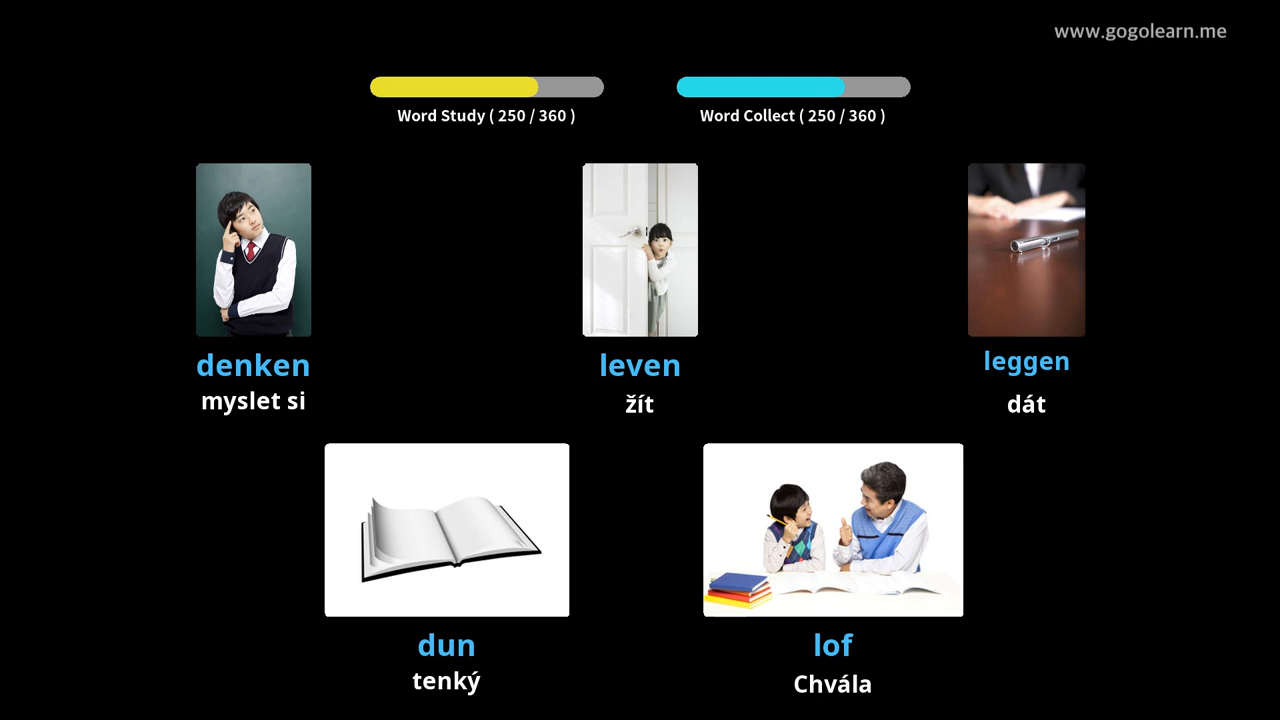 www.gogolearn.me
Word Study ( 250 / 360 )
Word Collect ( 250 / 360 )
denken
myslet si
leven
žít
leggen
dát
dun
tenký
lof
Chvála